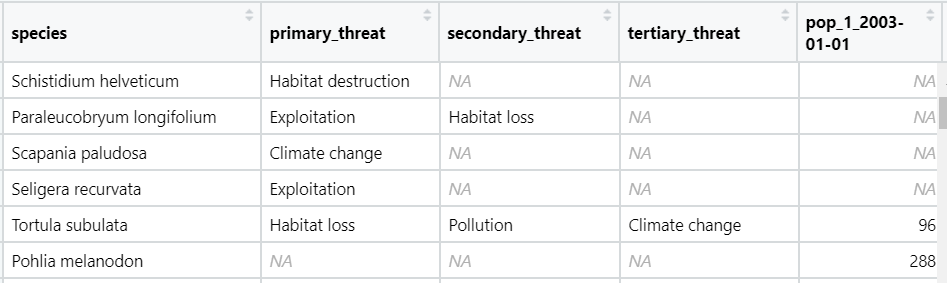 species primary_threat secondary_threat tertiary_threat pop_1_2003-01-01
Schistidium helveticum Habitat destruction NA NA NA
Paraleucobryum longifolium Exploitation Habitat loss NA NA
Scapania paludosa Climate change NA NA NA
Seligera recurvata Exploitation NA NA NA
Tortula subulata Habitat loss Pollution Climate change 96
Pohlia melanodon NA NA NA 288